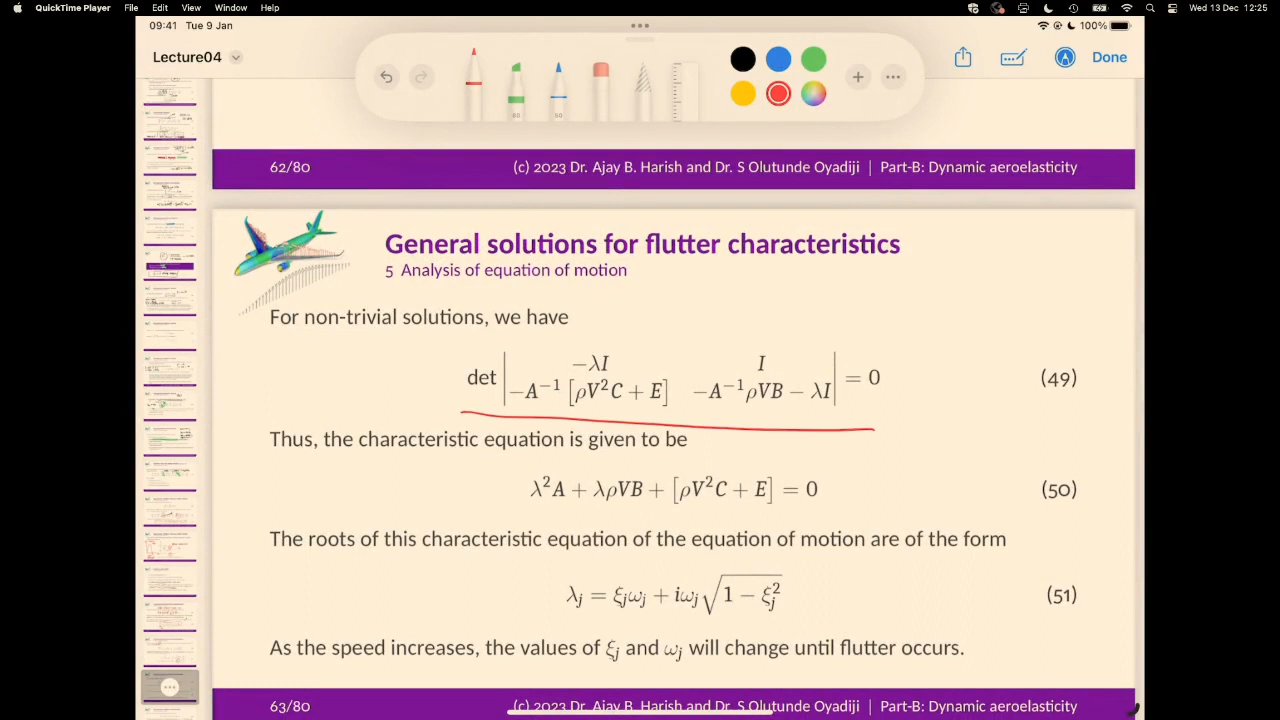 QuickTime Player File Edit View Window Help Wed 13 Dec 12:25
09:41 Tue 9 Jan 100%
Lecture04 Done
88 50
62/80 (c) 2023 Dr. Ajay B. Harish and Dr. S Olutunde Oyadiji | Part-B: Dynamic aeroelasticity
General solutions for flutter characteristics
5 Analysis of equation of motion
For non-trivial solutions, we have
det | −λI I |
| −A⁻¹ [ρV²C + E] −A⁻¹ρVB − λI | = 0 (49)
Thus, the characteristic equation is given to be
λ²A + λρVB + [ρV²C + E] = 0 (50)
The roots of this characteristic equation of the equation of motion are of the form
λⱼ = ξⱼωⱼ + iωⱼ√(1 − ξⱼ²) (51)
As the speed increases, the values of ξⱼ and ωⱼ will change until flutter occurs.
63/80 (c) 2023 Dr. Ajay B. Harish and Dr. S Olutunde Oyadiji | Part-B: Dynamic aeroelasticity